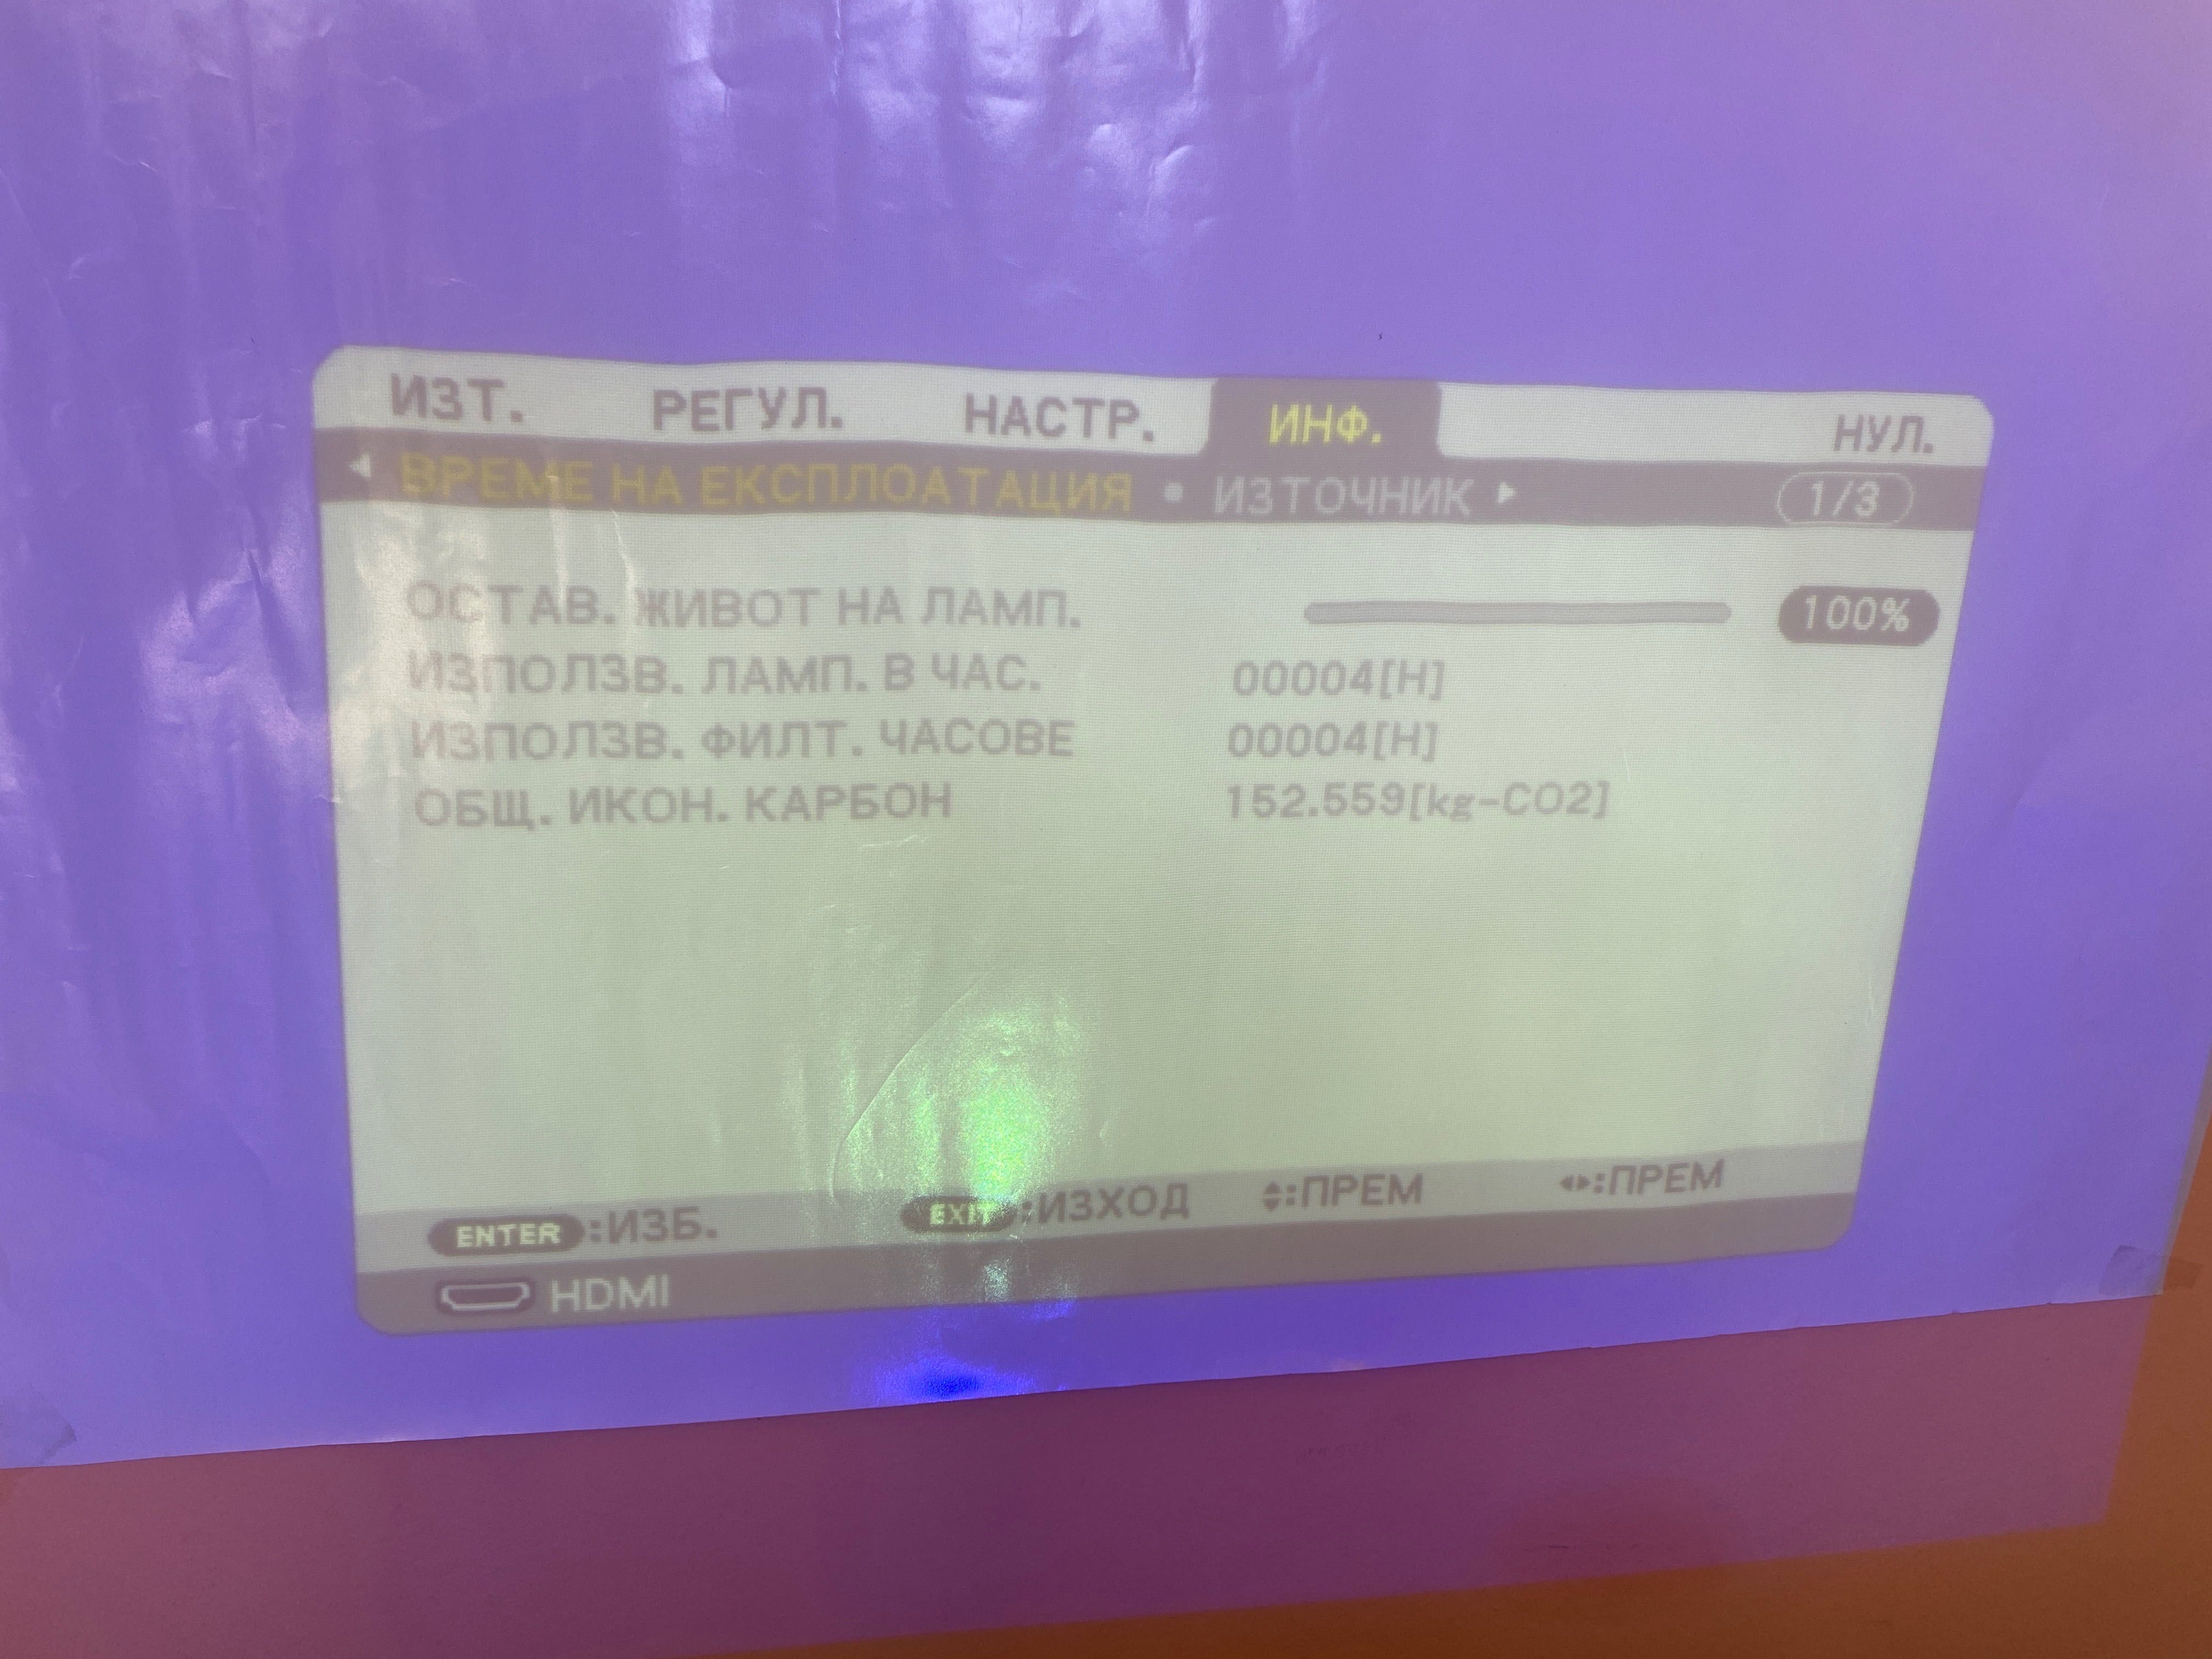 ИЗТ. РЕГУЛ. НАСТР. ИНФ. НУЛ.
ВРЕМЕ НА ЕКСПЛОАТАЦИЯ • ИЗТОЧНИК 1/3
ОСТАВ. ЖИВОТ НА ЛАМП. 100%
ИЗПОЛЗВ. ЛАМП. В ЧАС. 00004[H]
ИЗПОЛЗВ. ФИЛТ. ЧАСОВЕ 00004[H]
ОБЩ. ИКОН. КАРБОН 152.559[kg-CO2]
ENTER :ИЗБ. EXIT :ИЗХОД :ПРЕМ :ПРЕМ
HDMI